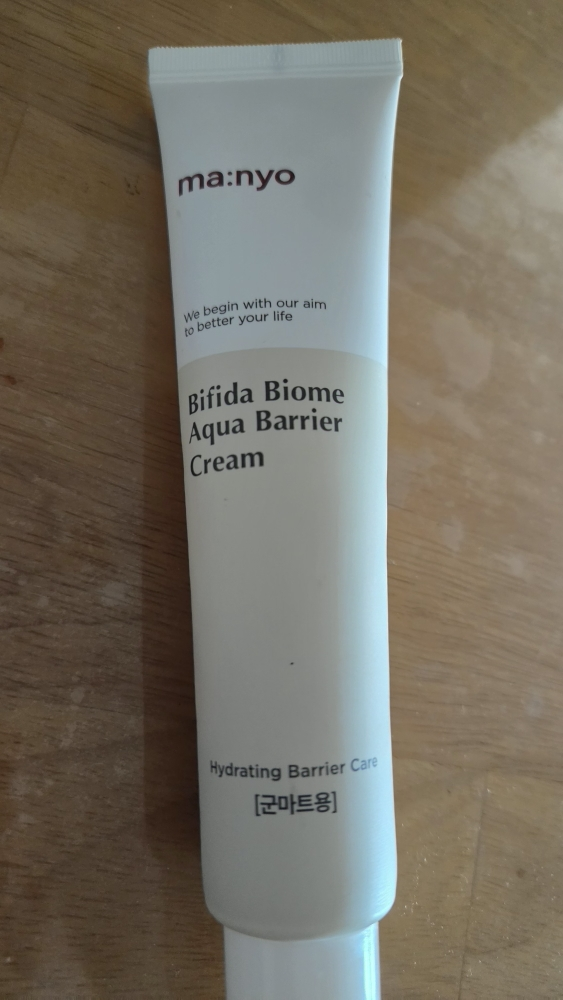 ma:nyo
We begin with our aim
to better your life
Bifida Biome
Aqua Barrier
Cream
Hydrating Barrier Care
[군마트용]